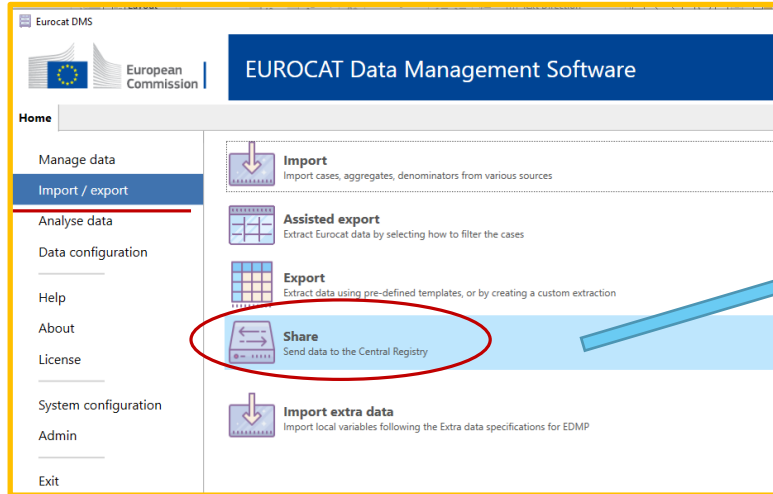 Eurocat DMS
European
Commission
EUROCAT Data Management Software
Home
Manage data
Import / export
Analyse data
Data configuration
Help
About
License
System configuration
Admin
Exit
Import
Import cases, aggregates, denominators from various sources
Assisted export
Extract Eurocat data by selecting how to filter the cases
Export
Extract data using pre-defined templates, or by creating a custom extraction
Share
Send data to the Central Registry
Import extra data
Import local variables following the Extra data specifications for EDMP